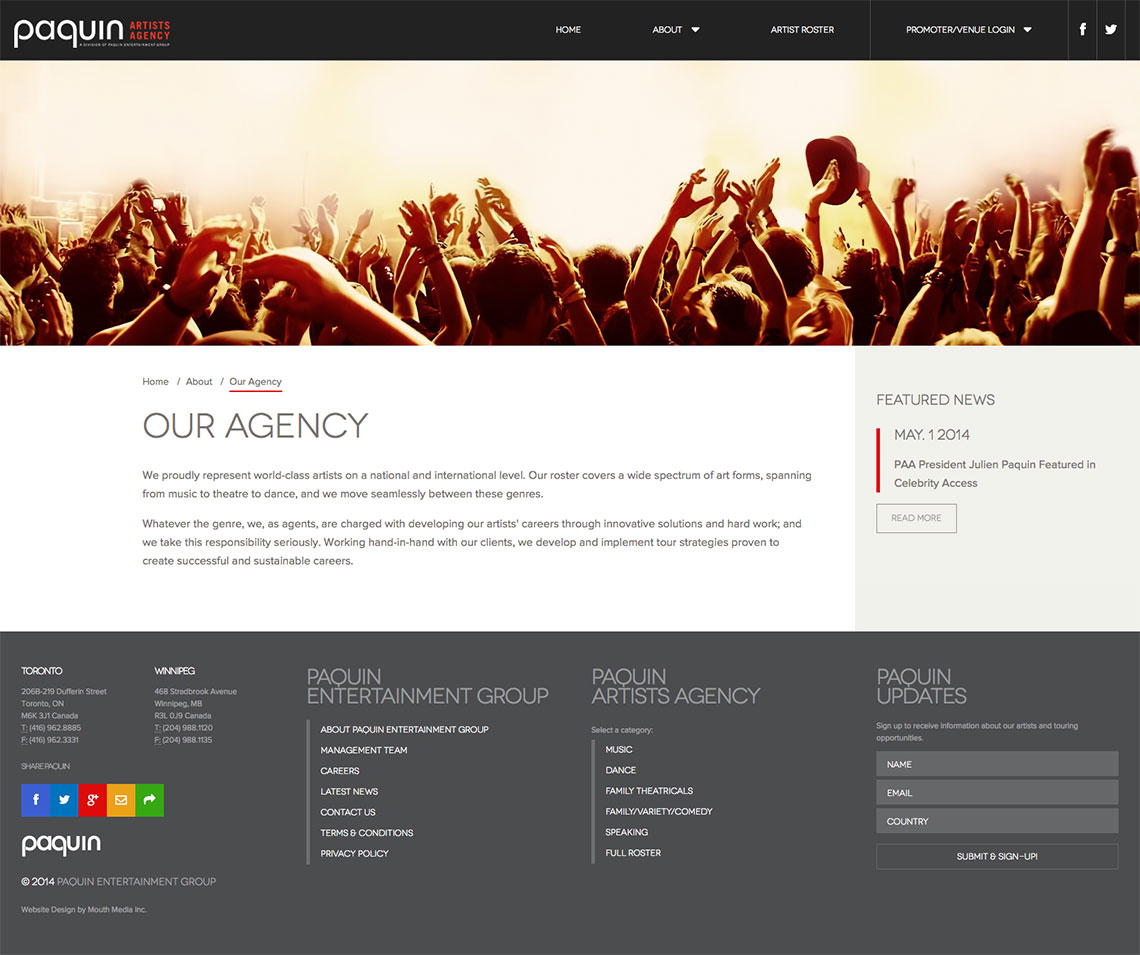 paquin ARTISTS AGENCY
A DIVISION OF PAQUIN ENTERTAINMENT GROUP
HOME
ABOUT
ARTIST ROSTER
PROMOTER/VENUE LOGIN
Home / About / Our Agency
OUR AGENCY
We proudly represent world-class artists on a national and international level. Our roster covers a wide spectrum of art forms, spanning
from music to theatre to dance, and we move seamlessly between these genres.
Whatever the genre, we, as agents, are charged with developing our artists' careers through innovative solutions and hard work; and
we take this responsibility seriously. Working hand-in-hand with our clients, we develop and implement tour strategies proven to
create successful and sustainable careers.
FEATURED NEWS
MAY. 1 2014
PAA President Julien Paquin Featured in
Celebrity Access
READ MORE
TORONTO
206B-219 Dufferin Street
Toronto, ON
M6K 3J1 Canada
T: (416) 962.8885
F: (416) 962.3331
WINNIPEG
468 Stradbrook Avenue
Winnipeg, MB
R3L 0J9 Canada
T: (204) 988.1120
F: (204) 988.1135
SHARE PAQUIN
paquin
© 2014 PAQUIN ENTERTAINMENT GROUP
Website Design by Mouth Media Inc.
PAQUIN
ENTERTAINMENT GROUP
ABOUT PAQUIN ENTERTAINMENT GROUP
MANAGEMENT TEAM
CAREERS
LATEST NEWS
CONTACT US
TERMS & CONDITIONS
PRIVACY POLICY
PAQUIN
ARTISTS AGENCY
Select a category:
MUSIC
DANCE
FAMILY THEATRICALS
FAMILY/VARIETY/COMEDY
SPEAKING
FULL ROSTER
PAQUIN
UPDATES
Sign up to receive information about our artists and touring
opportunities.
NAME
EMAIL
COUNTRY
SUBMIT & SIGN-UP!